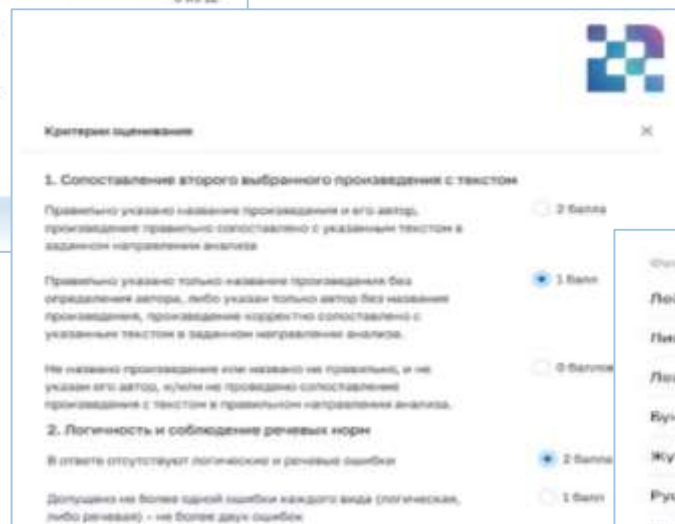 Критерии оценивания
1. Сопоставление второго выбранного произведения с текстом
Правильно указано название произведения и его автор,
произведение правильно сопоставлено с указанным текстом в
заданном направлении анализа
2 балла
Правильно указано только название произведения без
определения автора, либо указан только автор без названия
произведения, произведение корректно сопоставлено с
указанным текстом в заданном направлении анализа.
1 балл
Не названо произведение или названо не правильно, и не
указан его автор, и/или не проведено сопоставление
произведения с текстом в правильном направлении анализа.
0 баллов
2. Логичность и соблюдение речевых норм
В ответе отсутствуют логические и речевые ошибки
2 балла
Допущено не более одной ошибки каждого вида (логическая,
либо речевая) – не более двух ошибок
1 балл